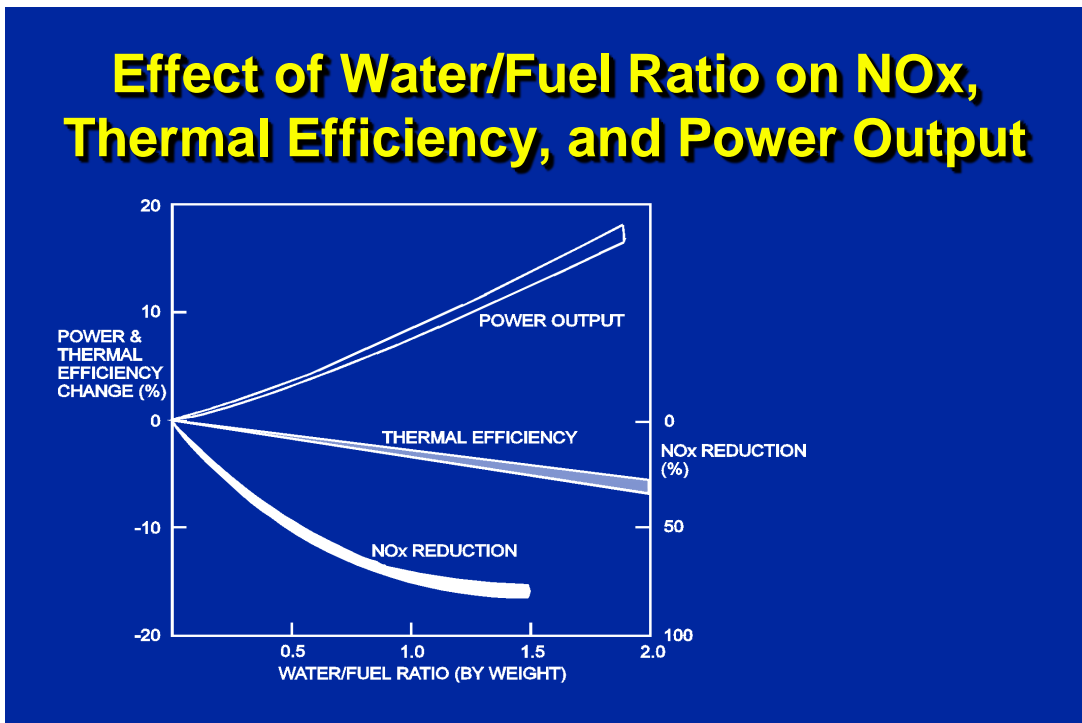 Effect of Water/Fuel Ratio on NOx,
Thermal Efficiency, and Power Output
20
10
POWER &
THERMAL
EFFICIENCY
CHANGE (%)
0
-10
-20
POWER OUTPUT
THERMAL EFFICIENCY
NOx REDUCTION
0
NOx REDUCTION
(%)
50
100
0.5
1.0
1.5
2.0
WATER/FUEL RATIO (BY WEIGHT)